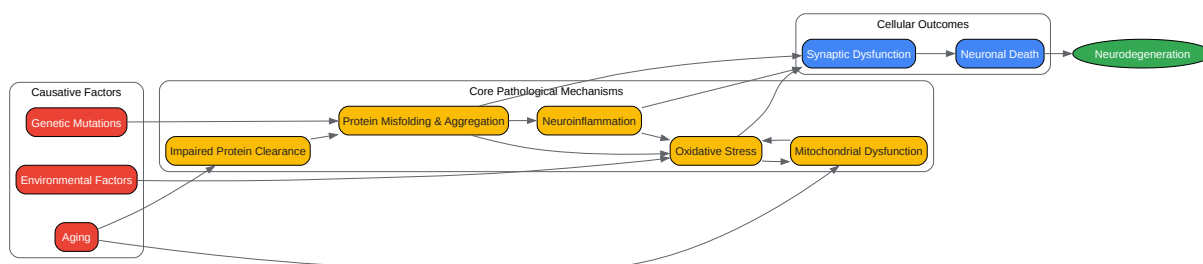 Cellular Outcomes
Synaptic Dysfunction
Neuronal Death
Neurodegeneration
Causative Factors
Core Pathological Mechanisms
Genetic Mutations
Protein Misfolding & Aggregation
Neuroinflammation
Impaired Protein Clearance
Oxidative Stress
Mitochondrial Dysfunction
Environmental Factors
Aging